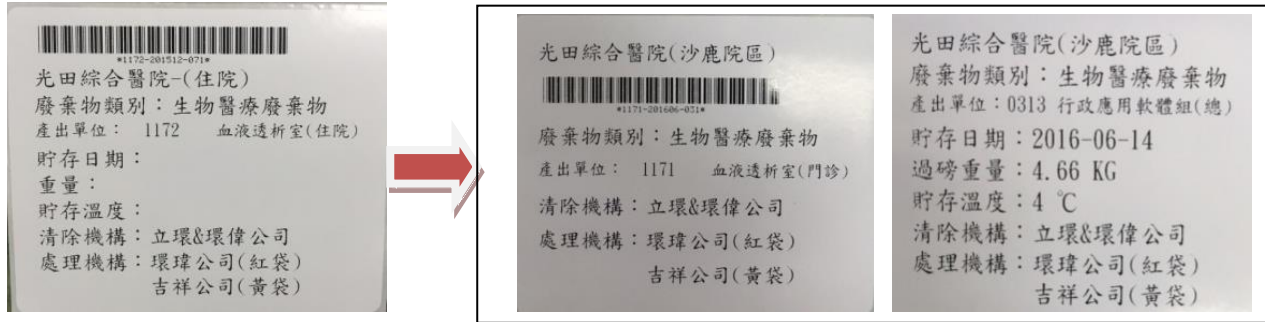 *1172-201512-071*
光田綜合醫院-(住院)
廢棄物類別：生物醫療廢棄物
產出單位： 1172 血液透析室(住院)
貯存日期：
重量：
貯存溫度：
清除機構：立環&環偉公司
處理機構：環瑋公司(紅袋)
吉祥公司(黃袋)
光田綜合醫院(沙鹿院區)
*1171-201606-031*
廢棄物類別：生物醫療廢棄物
產出單位： 1171 血液透析室(門診)
清除機構：立環&環偉公司
處理機構：環瑋公司(紅袋)
吉祥公司(黃袋)
光田綜合醫院(沙鹿院區)
廢棄物類別：生物醫療廢棄物
產出單位：0313 行政應用軟體組(總)
貯存日期：2016-06-14
過磅重量：4.66 KG
貯存溫度：4 ℃
清除機構：立環&環偉公司
處理機構：環瑋公司(紅袋)
吉祥公司(黃袋)